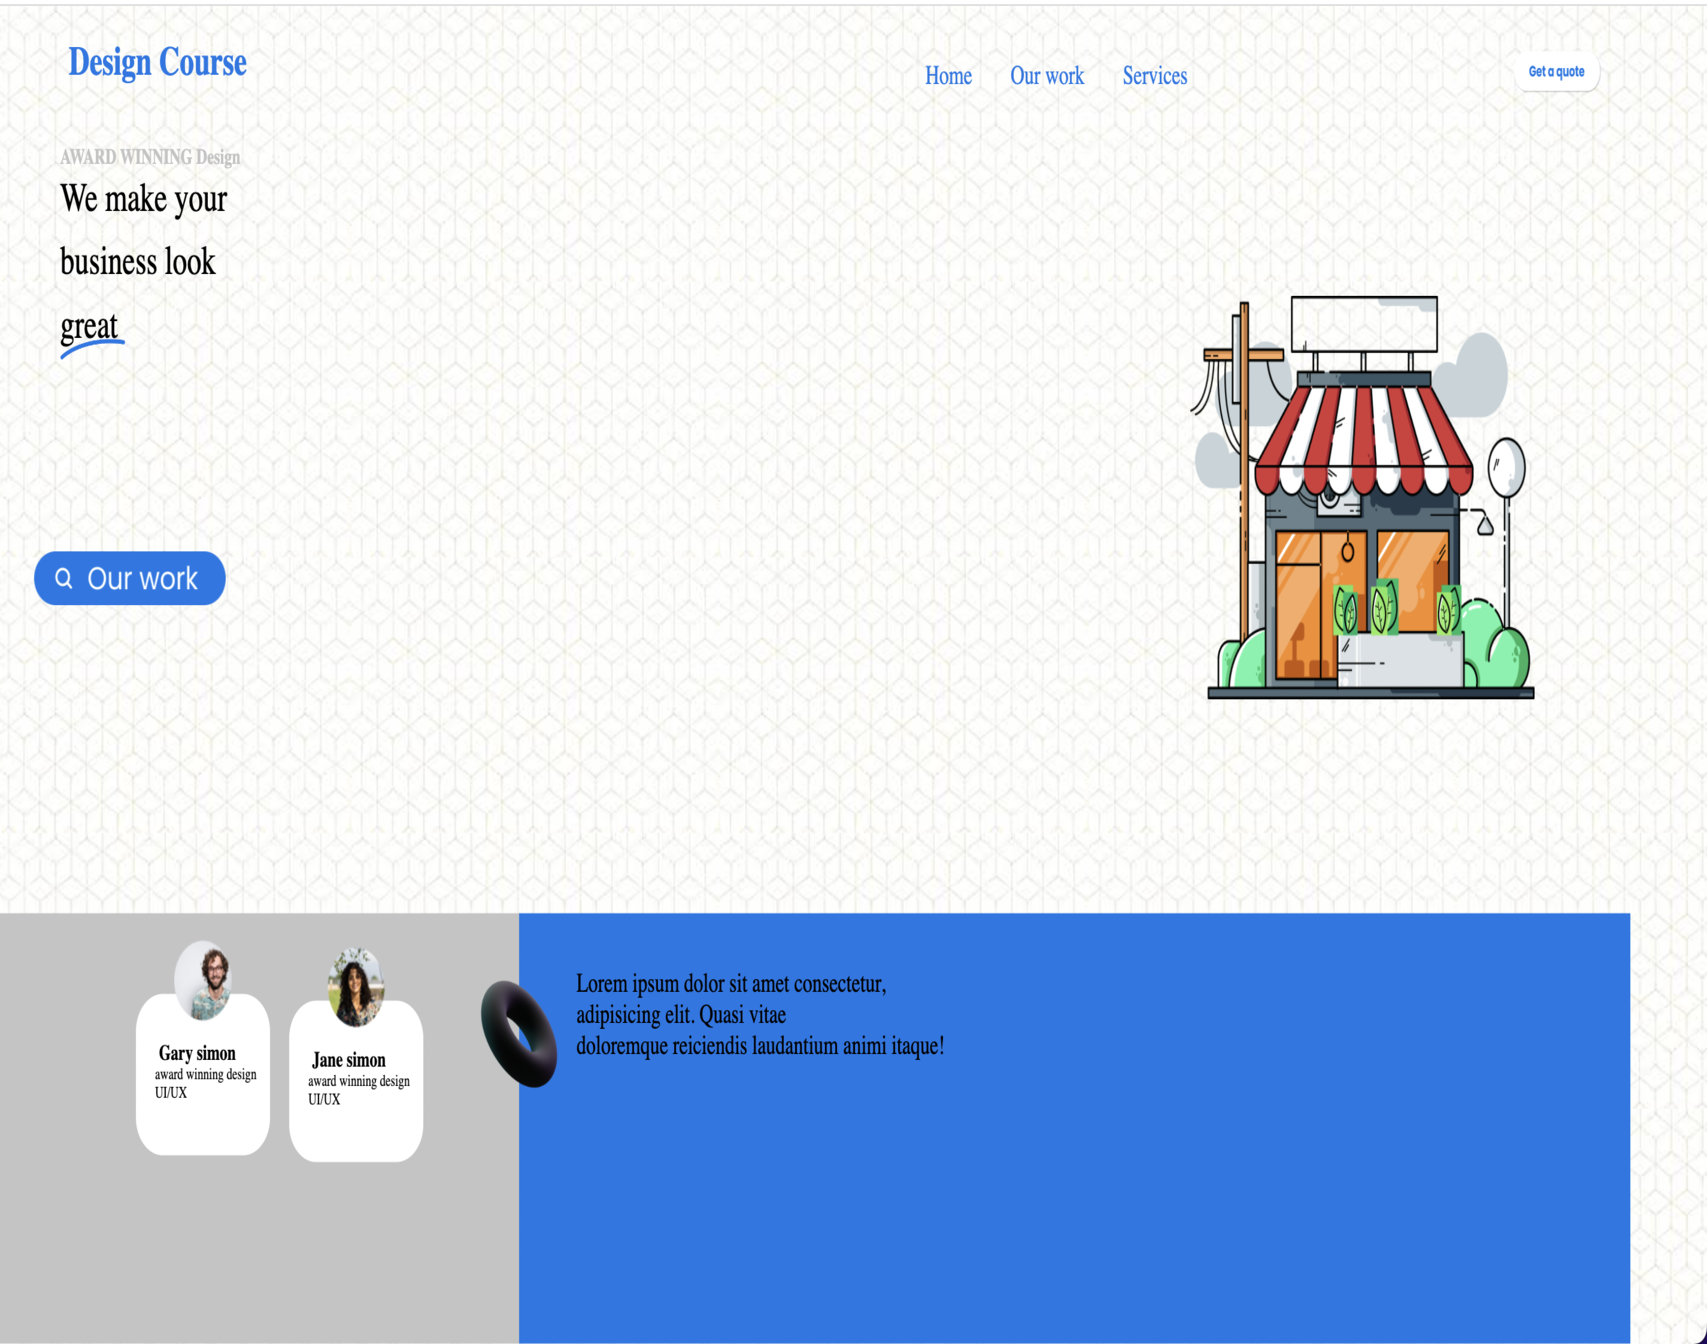 Design Course
Home
Our work
Services
Get a quote
AWARD WINNING Design
We make your
business look
great
Our work
Gary simon
award winning design
UI/UX
Jane simon
award winning design
UI/UX
Lorem ipsum dolor sit amet consectetur,
adipisicing elit. Quasi vitae
doloremque reiciendis laudantium animi itaque!